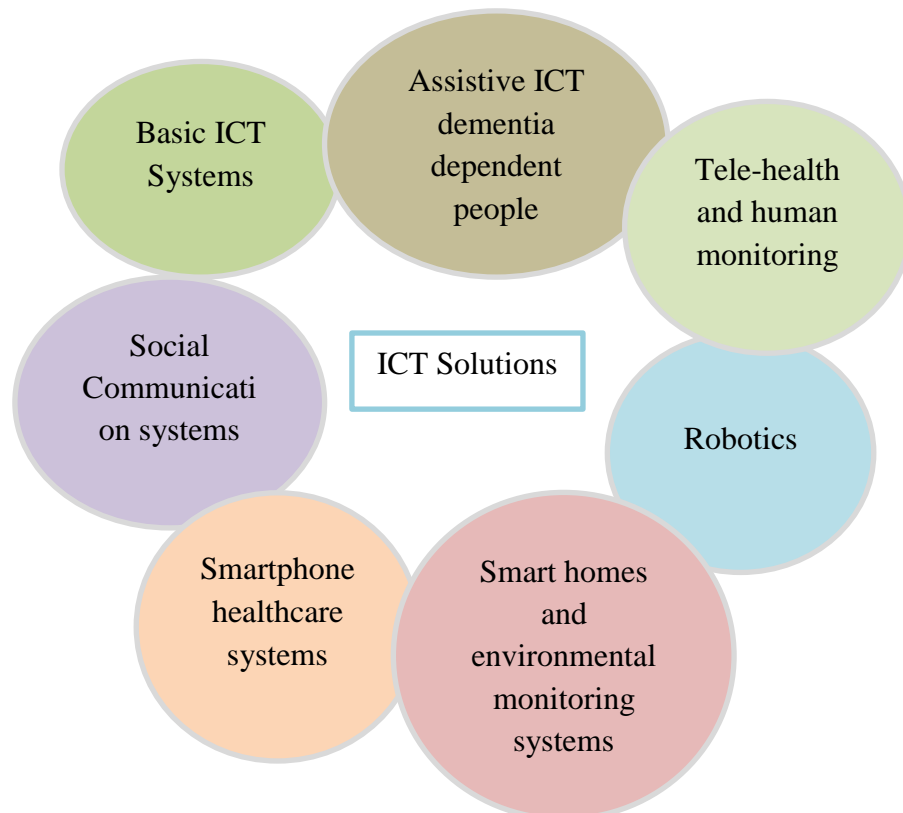 Assistive ICT
dementia
dependent
people
Basic ICT
Systems
Tele-health
and human
monitoring
Social
Communicati
on systems
ICT Solutions
Robotics
Smartphone
healthcare
systems
Smart homes
and
environmental
monitoring
systems